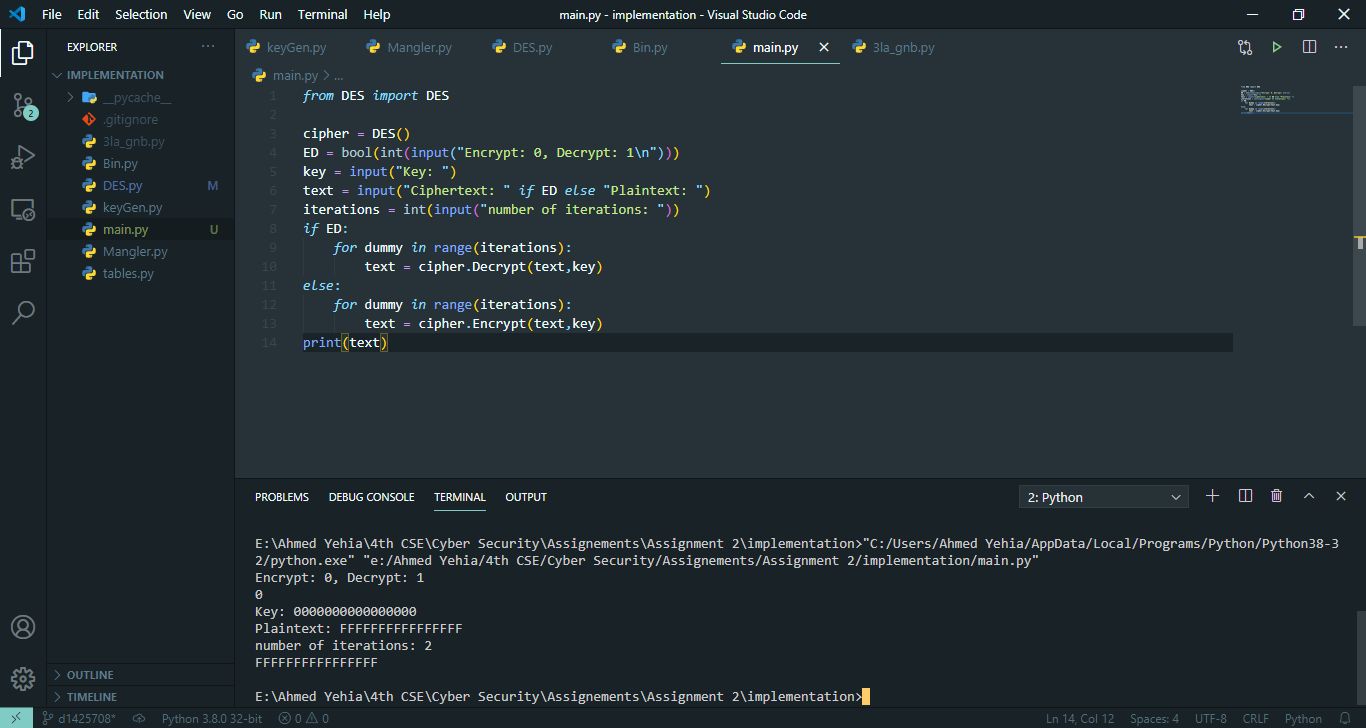 File Edit Selection View Go Run Terminal Help main.py - implementation - Visual Studio Code
EXPLORER ...
keyGen.py Mangler.py DES.py Bin.py main.py 3la_gnb.py
IMPLEMENTATION
__pycache__
.gitignore
3la_gnb.py
Bin.py
DES.py M
keyGen.py
main.py U
Mangler.py
tables.py
OUTLINE
TIMELINE
2
main.py > ...
1 from DES import DES
2
3 cipher = DES()
4 ED = bool(int(input("Encrypt: 0, Decrypt: 1\n")))
5 key = input("Key: ")
6 text = input("Ciphertext: " if ED else "Plaintext: ")
7 iterations = int(input("number of iterations: "))
8 if ED:
9     for dummy in range(iterations):
10         text = cipher.Decrypt(text,key)
11 else:
12     for dummy in range(iterations):
13         text = cipher.Encrypt(text,key)
14 print(text)
PROBLEMS DEBUG CONSOLE TERMINAL OUTPUT 2: Python
E:\Ahmed Yehia\4th CSE\Cyber Security\Assignements\Assignment 2\implementation>"C:/Users/Ahmed Yehia/AppData/Local/Programs/Python/Python38-3
2/python.exe" "e:/Ahmed Yehia/4th CSE/Cyber Security/Assignements/Assignment 2/implementation/main.py"
Encrypt: 0, Decrypt: 1
0
Key: 0000000000000000
Plaintext: FFFFFFFFFFFFFFFF
number of iterations: 2
FFFFFFFFFFFFFFFF
E:\Ahmed Yehia\4th CSE\Cyber Security\Assignements\Assignment 2\implementation>
d1425708* Python 3.8.0 32-bit 0 0 Ln 14, Col 12 Spaces: 4 UTF-8 CRLF Python